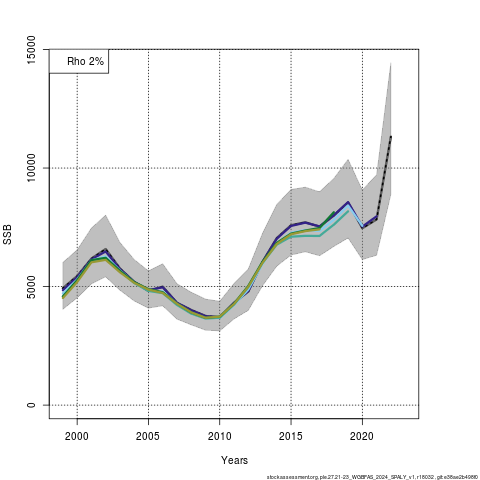 Rho 2%
15000
10000
5000
0
SSB
2000
2005
2010
2015
2020
Years
stockassessment.org, ple.27.21-23_WGBFAS_2024_SPALY_v1, r18032 , git:e38ae2b498f0